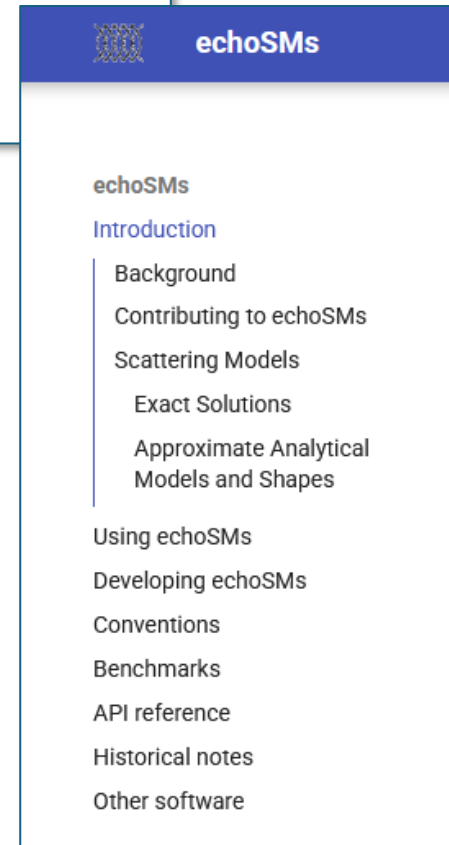 echoSMs
echoSMs
Introduction
Background
Contributing to echoSMs
Scattering Models
Exact Solutions
Approximate Analytical
Models and Shapes
Using echoSMs
Developing echoSMs
Conventions
Benchmarks
API reference
Historical notes
Other software